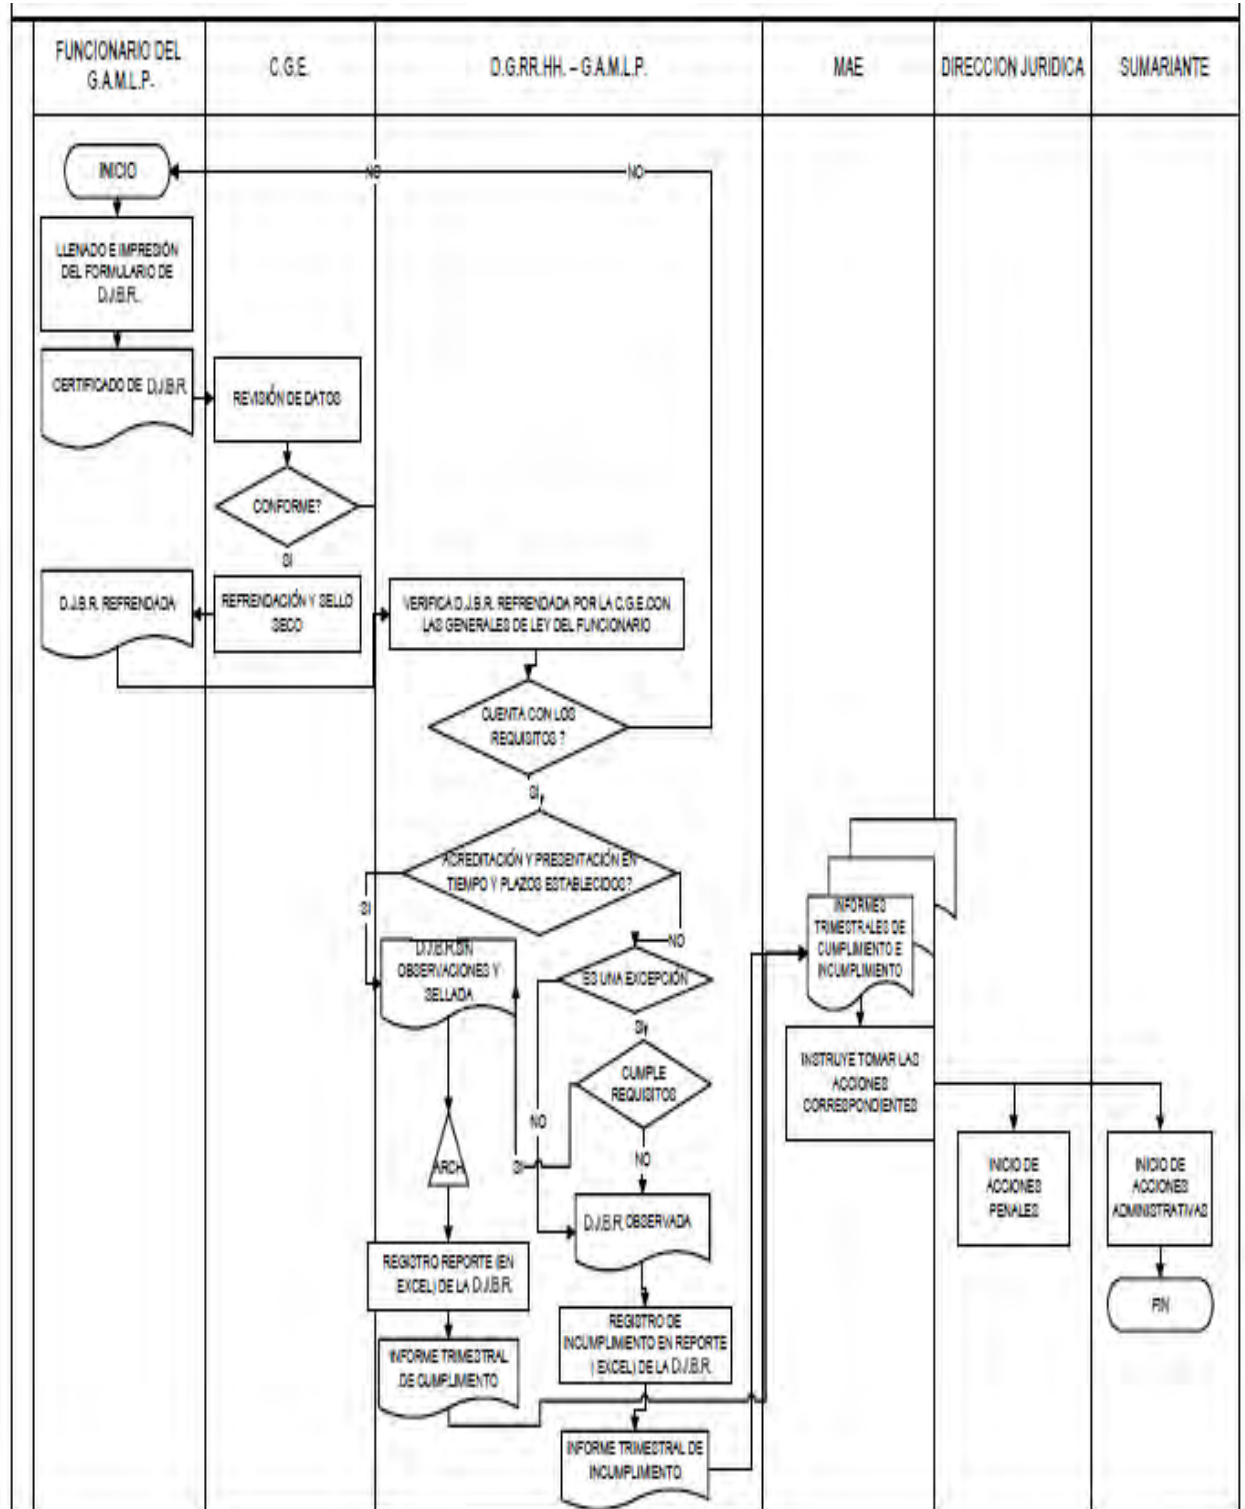 FUNCIONARIO DEL
G.A.M.L.P.-
C.G.E.
D.G.RR.HH. – G.A.M.L.P.
MAE
DIRECCION JURÍDICA
SUMARIANTE
INICIO
NO
NO
LLENADO E IMPRESIÓN
DEL FORMULARIO DE
D.J.B.R.
CERTIFICADO DE D.J.B.R.
REVISIÓN DE DATOS
CONFORME?
SI
D.J.B.R. REFRENDADA
REFRENDACIÓN Y SELLO
SECO
VERIFICA D.J.B.R. REFRENDADA POR LA C.G.E.CON
LAS GENERALES DE LEY DEL FUNCIONARIO
CUENTA CON LOS
REQUISITOS ?
SI
ACREDITACIÓN Y PRESENTACIÓN EN
TIEMPO Y PLAZOS ESTABLECIDOS?
SI
NO
D.J.B.R.SIN
OBSERVACIONES Y
SELLADA
ES UNA EXCEPCIÓN
SI
CUMPLE
REQUISITOS
NO
NO
SI
ARCH
D.J.B.R. OBSERVADA
REGISTRO REPORTE (EN
EXCEL) DE LA D.J.B.R.
REGISTRO DE
INCUMPLIMIENTO EN REPORTE
( EXCEL) DE LA D.J.B.R.
INFORME TRIMESTRAL
DE CUMPLIMIENTO
INFORME TRIMESTRAL DE
INCUMPLIMIENTO
INFORMES
TRIMESTRALES DE
CUMPLIMIENTO E
INCUMPLIMIENTO
INSTRUYE TOMAR LAS
ACCIONES
CORRESPONDIENTES
INICIO DE
ACCIONES
PENALES
INICIO DE
ACCIONES
ADMINISTRATIVAS
FIN